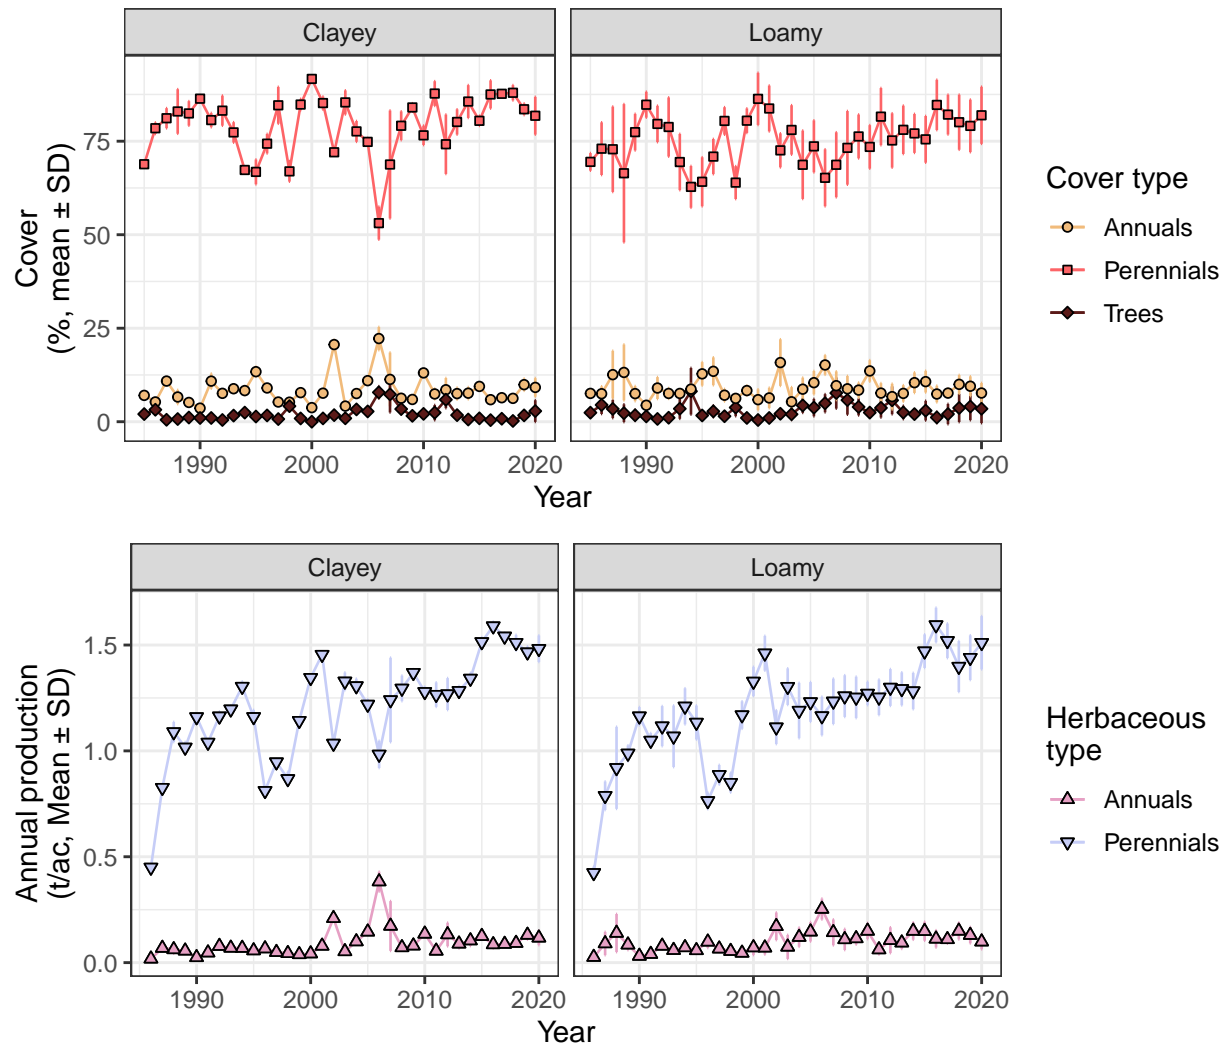 Clayey
Loamy
75
50
25
0
Cover
(%, mean ± SD)
1990
2000
2010
2020
1990
2000
2010
2020
Year
Cover type
Annuals
Perennials
Trees
Clayey
Loamy
1.5
1.0
0.5
0.0
Annual production
(t/ac, Mean ± SD)
1990
2000
2010
2020
1990
2000
2010
2020
Year
Herbaceous
type
Annuals
Perennials